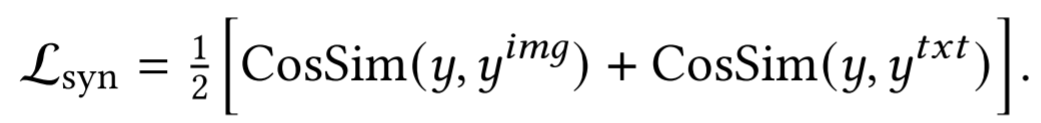 ℒ_syn = ½[CosSim(y, y^{img}) + CosSim(y, y^{txt})].